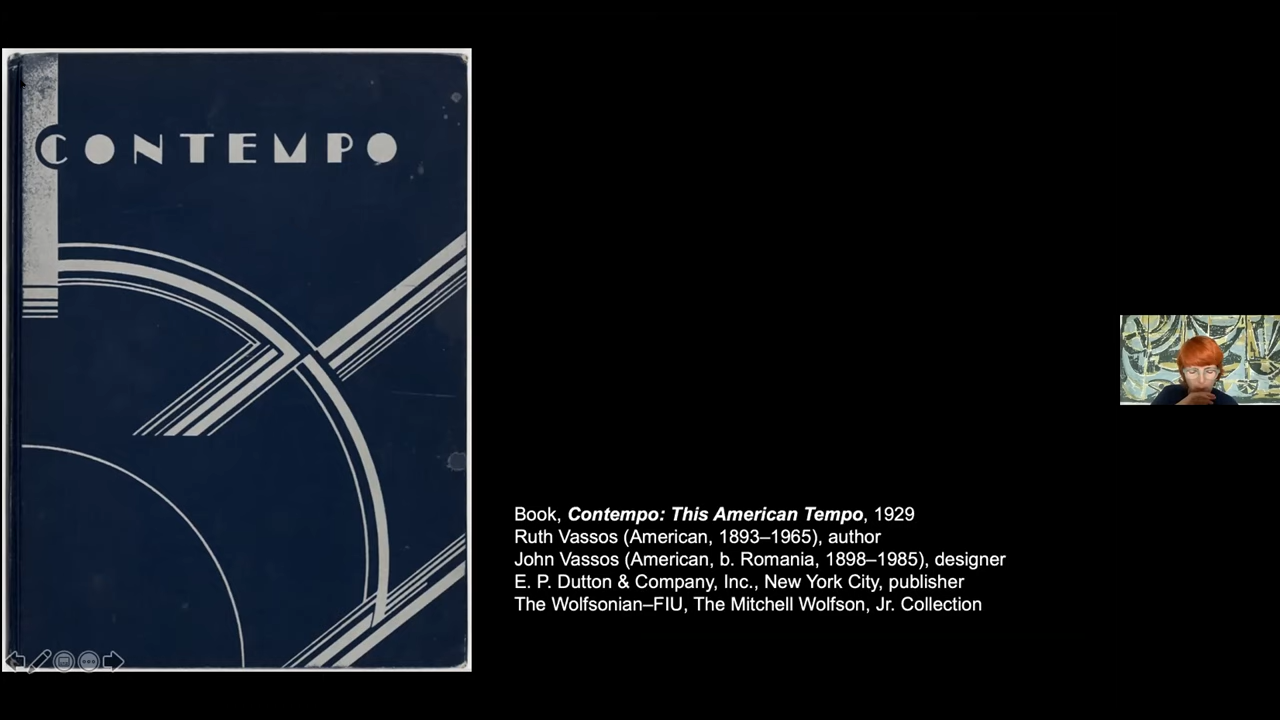 CONTEMPO
Book, Contempo: This American Tempo, 1929
Ruth Vassos (American, 1893–1965), author
John Vassos (American, b. Romania, 1898–1985), designer
E. P. Dutton & Company, Inc., New York City, publisher
The Wolfsonian–FIU, The Mitchell Wolfson, Jr. Collection